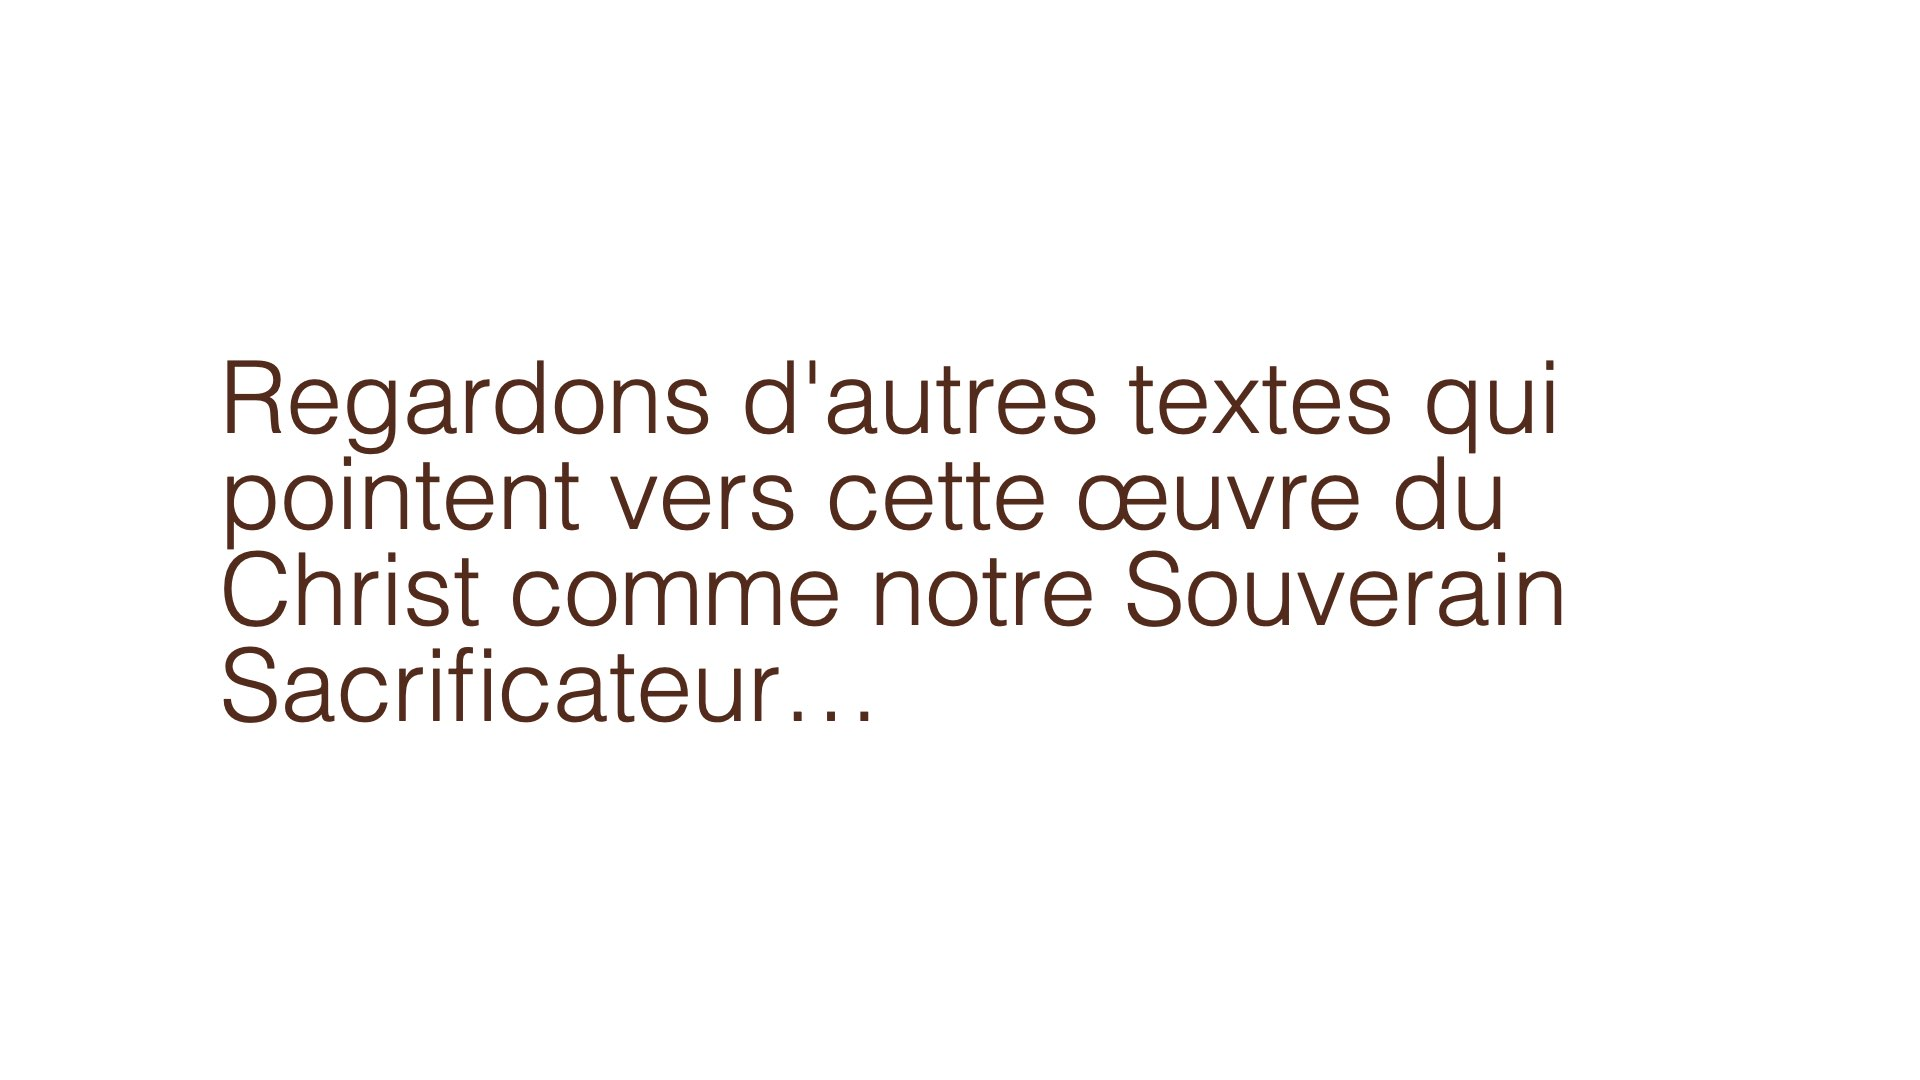 Regardons d'autres textes qui
pointent vers cette œuvre du
Christ comme notre Souverain
Sacrificateur…